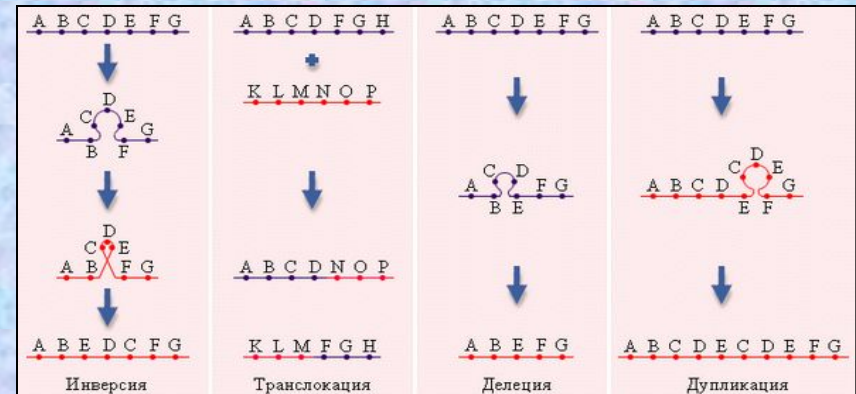 A B C D E F G
D
C E
A G
B F
D
C E
A B F G
A B E D C F G
Инверсия
A B C D F G H
K L M N O P
A B C D N O P
K L M F G H
Транслокация
A B C D E F G
C D
A F G
B E
A B E F G
Делеция
A B C D E F G
D
C E
A B C D G
E F
A B C D E C D E F G
Дупликация